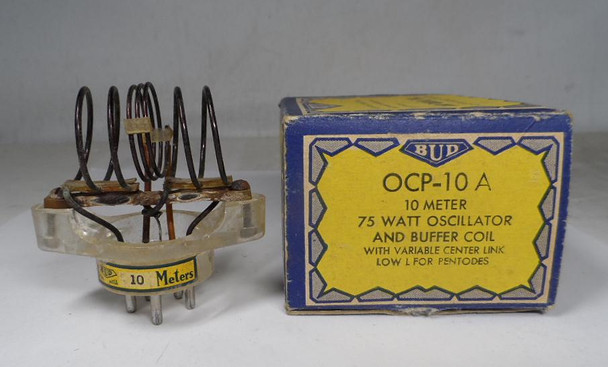 BUD
OCP-10 A
10 METER
75 WATT OSCILLATOR
AND BUFFER COIL
WITH VARIABLE CENTER LINK
LOW L FOR PENTODES
BUD
10 Meters